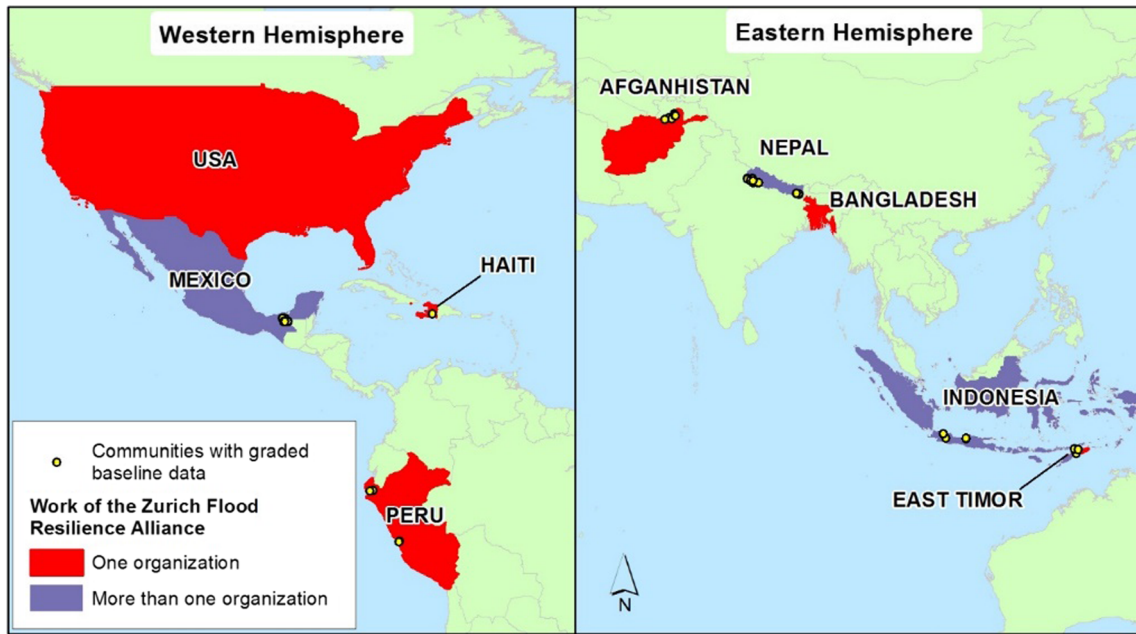 Western Hemisphere
USA
MEXICO
HAITI
PERU
Communities with graded
baseline data
Work of the Zurich Flood
Resilience Alliance
One organization
More than one organization
Eastern Hemisphere
AFGANHISTAN
NEPAL
BANGLADESH
INDONESIA
EAST TIMOR
N